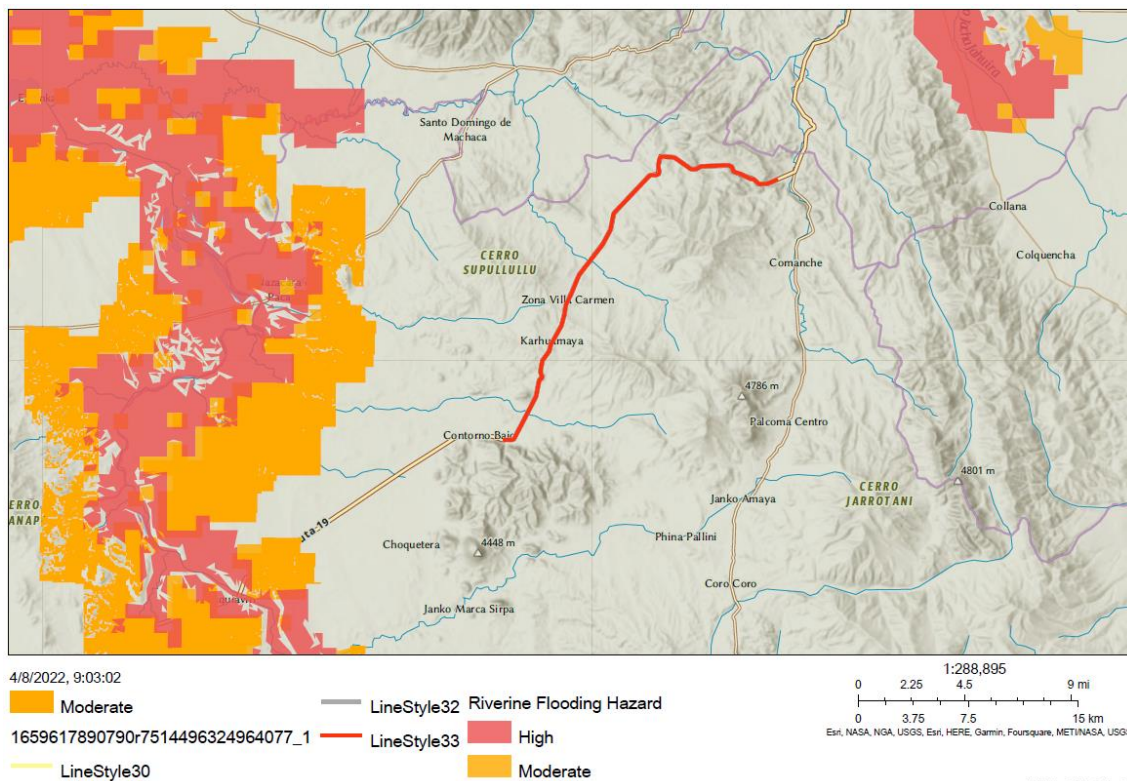 Santo Domingo de
Machaca
CERRO
SUPULLULLU
Zona Villa Carmen
Karhuamaya
Comanche
Collana
Colquencha
4786 m
Palcoma Centro
Contorno Bajo
4801 m
CERRO
JARROTANI
Janko Amaya
Phina Pallini
Choquetera
4448 m
Coro Coro
Janko Marca Sirpa
uta-19
ERRO
ANAP
4/8/2022, 9:03:02
Moderate
1659617890790r7514496324964077_1
LineStyle30
LineStyle32
LineStyle33
Riverine Flooding Hazard
High
Moderate
1:288,895
0 2.25 4.5 9 mi
0 3.75 7.5 15 km
Esri, NASA, NGA, USGS, Esri, HERE, Garmin, Foursquare, METI/NASA, USGS